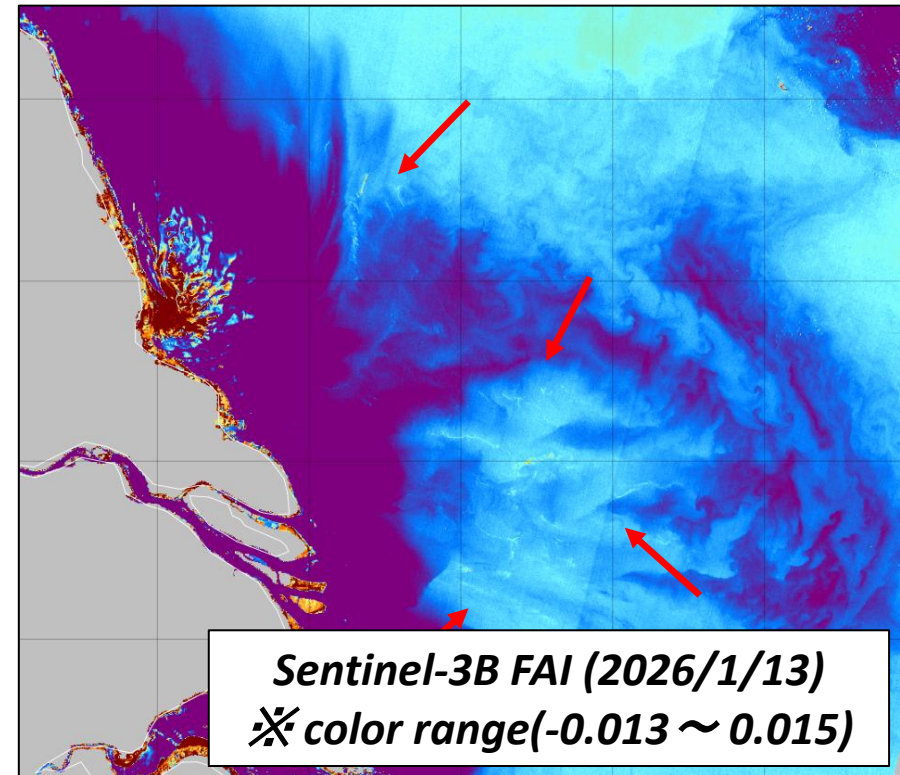 Sentinel-3B FAI (2026/1/13)
※ color range(-0.013～0.015)